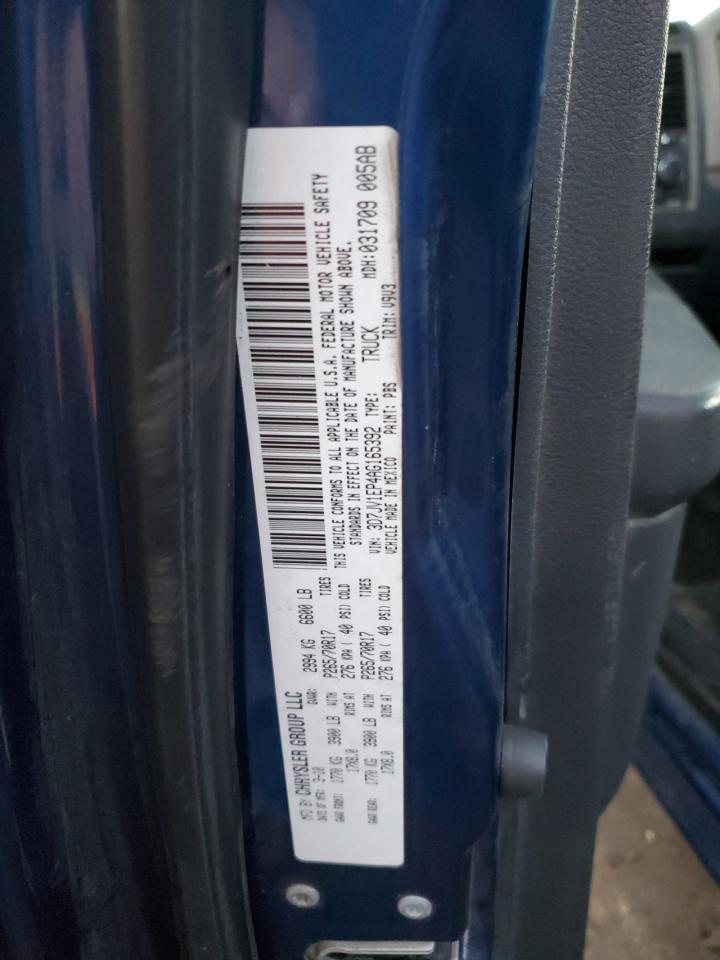 MFD BY CHRYSLER GROUP LLC
DATE OF MFR: 3-10 GVWR: 2994 KG 6600 LB
GAWR FRONT: 1770 KG 3900 LB WITH P265/70R17 TIRES
17X8.0 RIMS AT 276 KPA ( 40 PSI) COLD
GAWR REAR: 1770 KG 3900 LB WITH P265/70R17 TIRES
17X8.0 RIMS AT 276 KPA ( 40 PSI) COLD
THIS VEHICLE CONFORMS TO ALL APPLICABLE U.S.A. FEDERAL MOTOR VEHICLE SAFETY
STANDARDS IN EFFECT ON THE DATE OF MANUFACTURE SHOWN ABOVE.
VIN: 3D7JV1EP4AG165392 TYPE: TRUCK MDH:031709 005AB
VEHICLE MADE IN MEXICO PAINT: PBS TRIM: V9V3